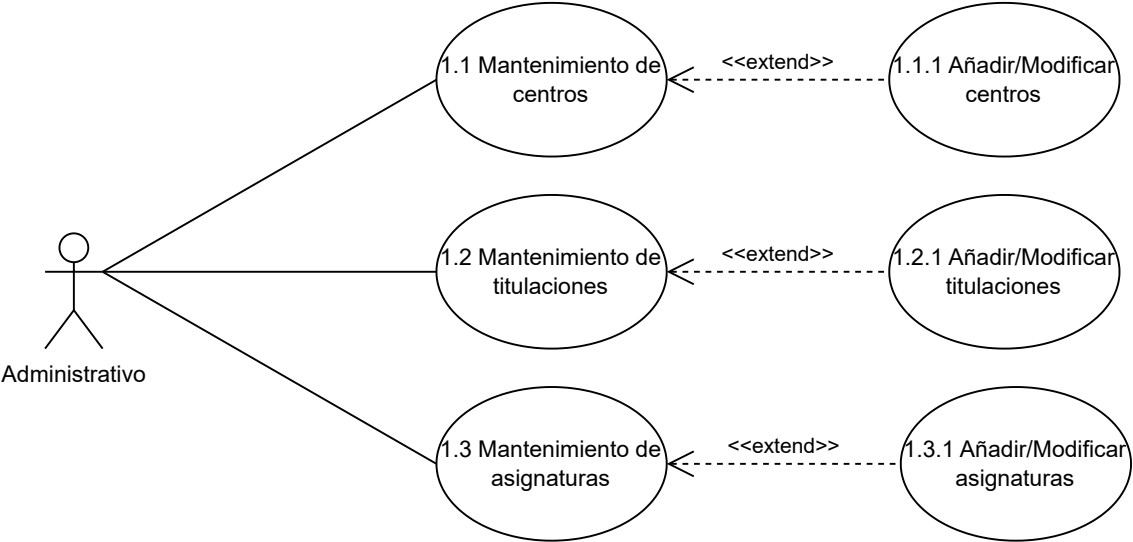 1.1 Mantenimiento de
centros
<<extend>>
1.1.1 Añadir/Modificar
centros
1.2 Mantenimiento de
titulaciones
<<extend>>
1.2.1 Añadir/Modificar
titulaciones
Administrativo
1.3 Mantenimiento de
asignaturas
<<extend>>
1.3.1 Añadir/Modificar
asignaturas